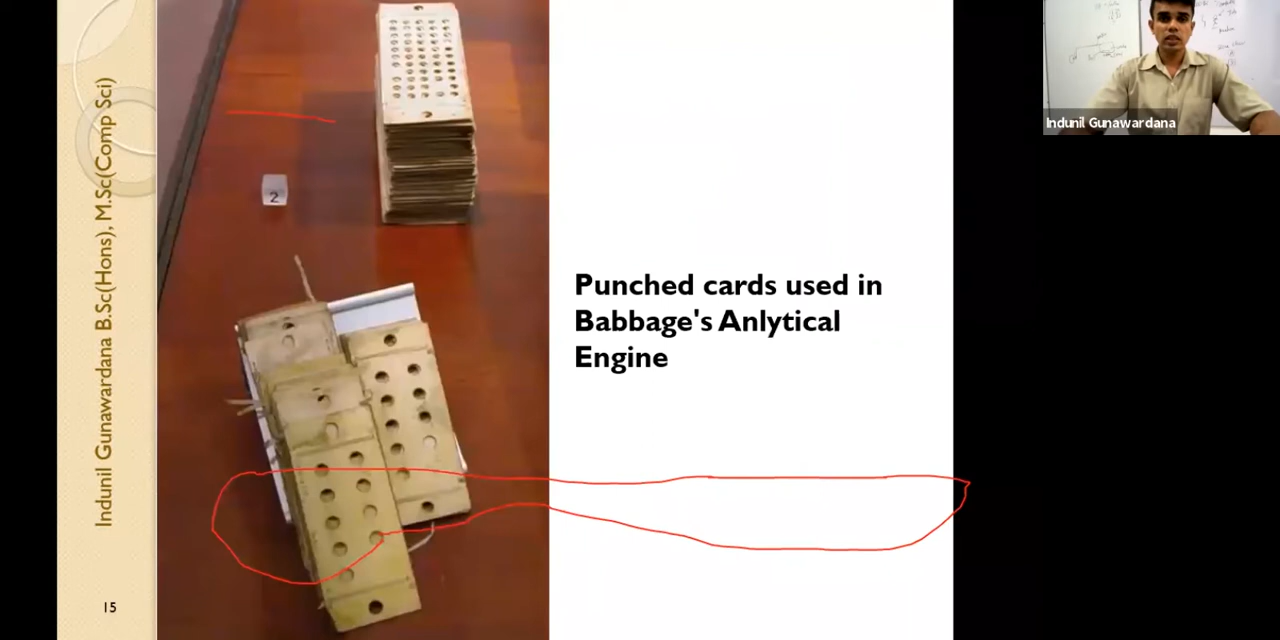 Indunil Gunawardana B.Sc(Hons), M.Sc(Comp Sci)
2
Punched cards used in
Babbage's Anlytical
Engine
Indunil Gunawardana
15